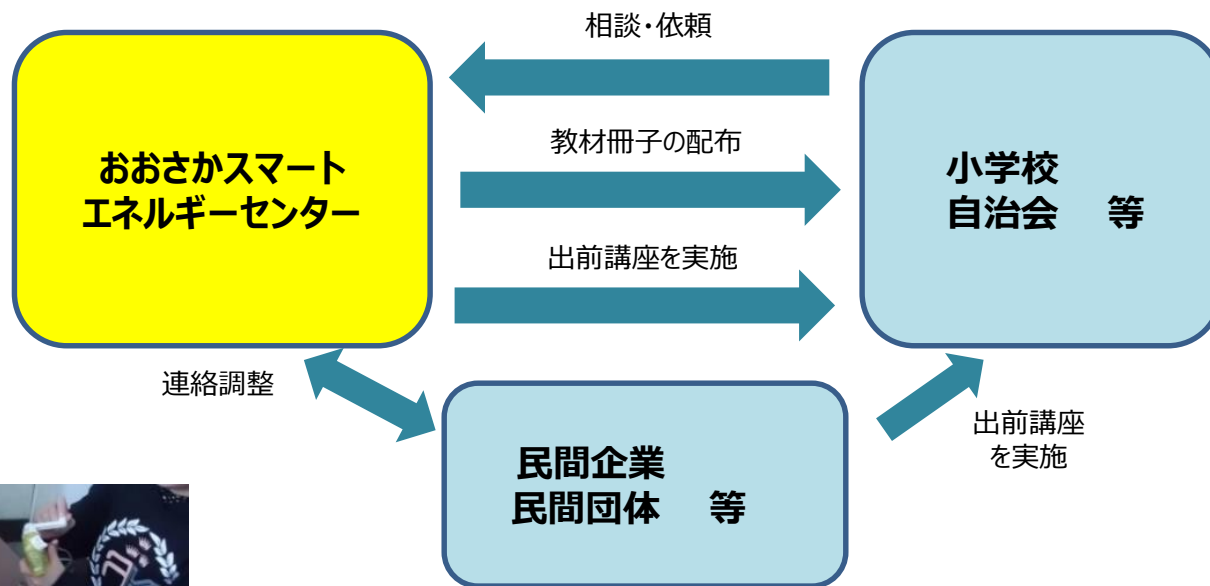 相談・依頼
教材冊子の配布
おおさかスマート
エネルギーセンター
小学校
自治会　等
出前講座を実施
連絡調整
民間企業
民間団体　等
出前講座
を実施